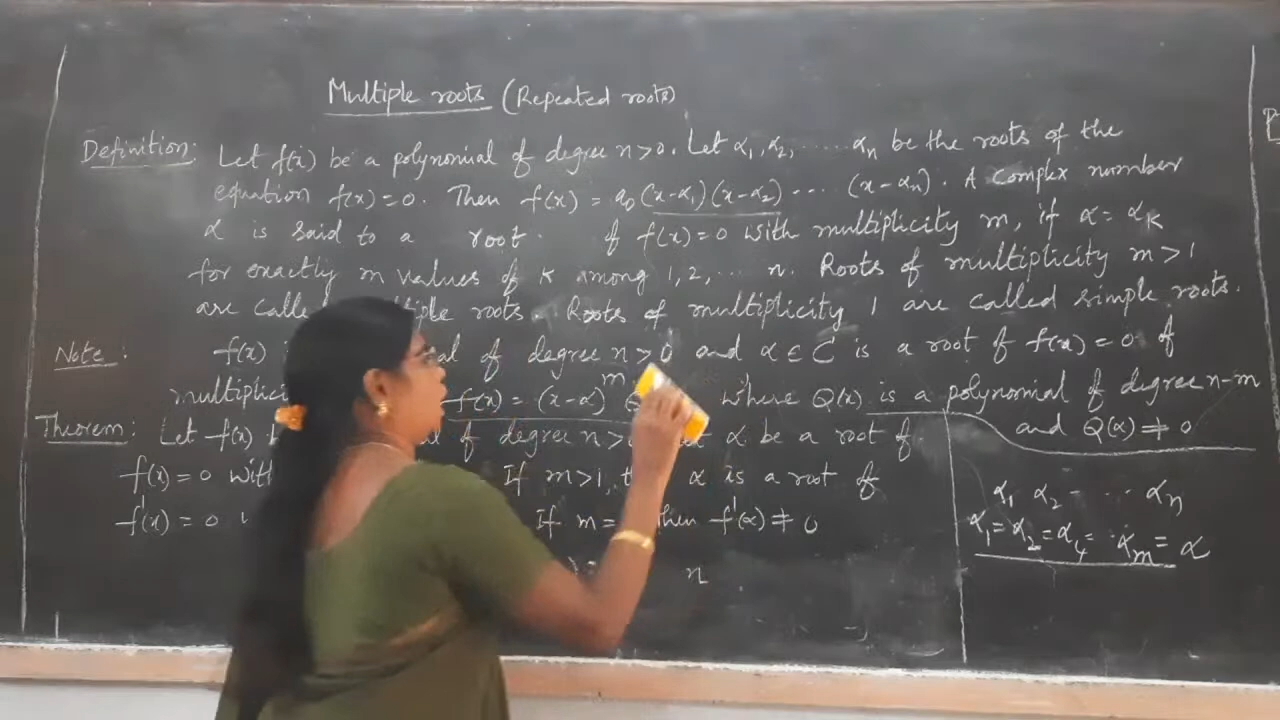 Multiple roots (Repeated roots)
Definition: Let f(x) be a polynomial of degree n>0. Let α₁, α₂, ...... αₙ be the roots of the
equation f(x)=0. Then f(x) = a₀(x-α₁)(x-α₂) ... (x-αₙ). A complex number
α is said to a root of f(x)=0 with multiplicity m, if α = αₖ
for exactly m values of k among 1,2, ... n. Roots of multiplicity m>1
are called roots. Roots of multiplicity 1 are called simple roots.
Note: f(x) of degree n>0 and α∈C is a root of f(x)=0 of
f(x) = (x-α)ᵐ where Q(x) is a polynomial of degree n-m
and Q(α)≠0
Theorem: Let f(x) of degree n> α be a root of
f(x)=0 If m>1, α is a root of
f'(x)=0 If m= then f'(α)≠0
n
α₁ α₂ - ... αₙ
α₁=α₂=α₄= ..αₘ=α